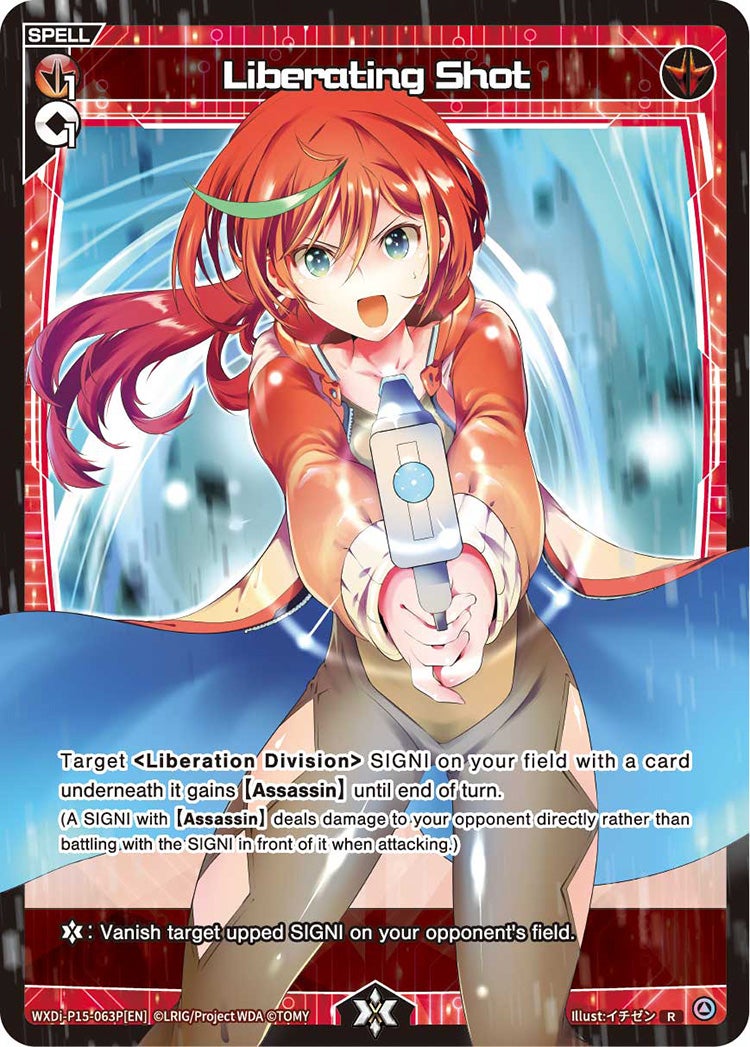 SPELL
Liberating Shot
1
1
Target <Liberation Division> SIGNI on your field with a card
underneath it gains【Assassin】until end of turn.
(A SIGNI with【Assassin】deals damage to your opponent directly rather than
battling with the SIGNI in front of it when attacking.)
: Vanish target upped SIGNI on your opponent's field.
WXDi-P15-063P[EN] ©LRIG/Project WDA ©TOMY
Illust:イチゼン R